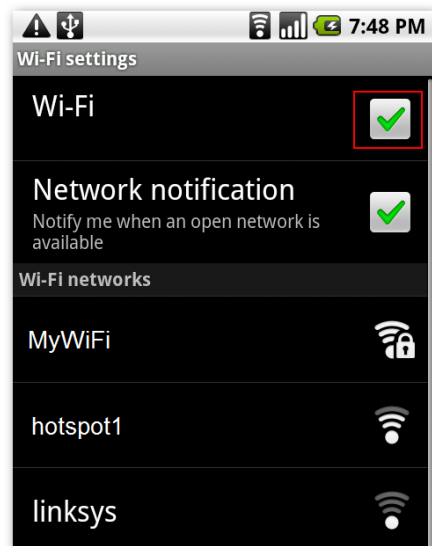 7:48 PM
Wi-Fi settings
Wi-Fi
Network notification
Notify me when an open network is
available
Wi-Fi networks
MyWiFi
hotspot1
linksys